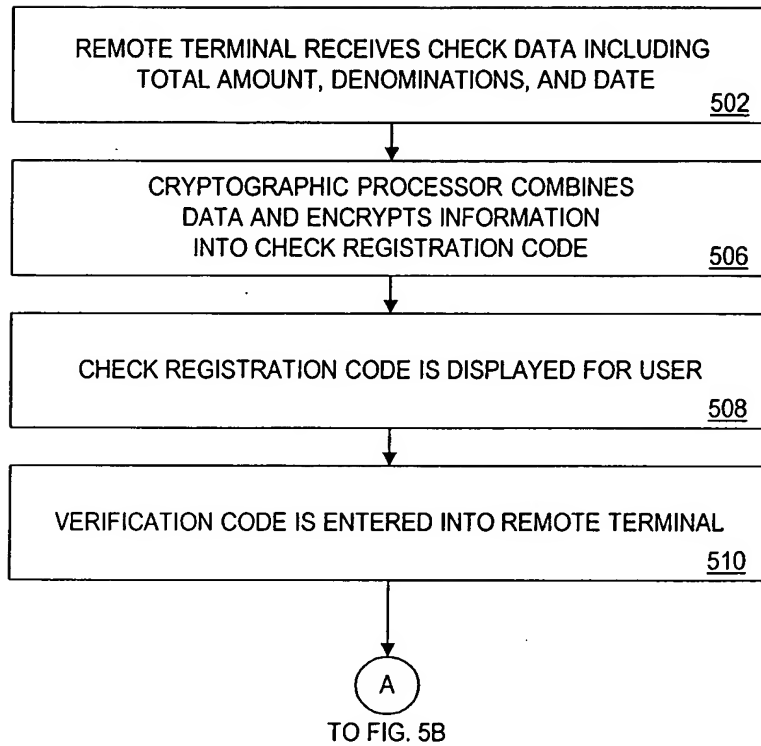 REMOTE TERMINAL RECEIVES CHECK DATA INCLUDING
TOTAL AMOUNT, DENOMINATIONS, AND DATE
502
CRYPTOGRAPHIC PROCESSOR COMBINES
DATA AND ENCRYPTS INFORMATION
INTO CHECK REGISTRATION CODE
506
CHECK REGISTRATION CODE IS DISPLAYED FOR USER
508
VERIFICATION CODE IS ENTERED INTO REMOTE TERMINAL
510
A
TO FIG. 5B